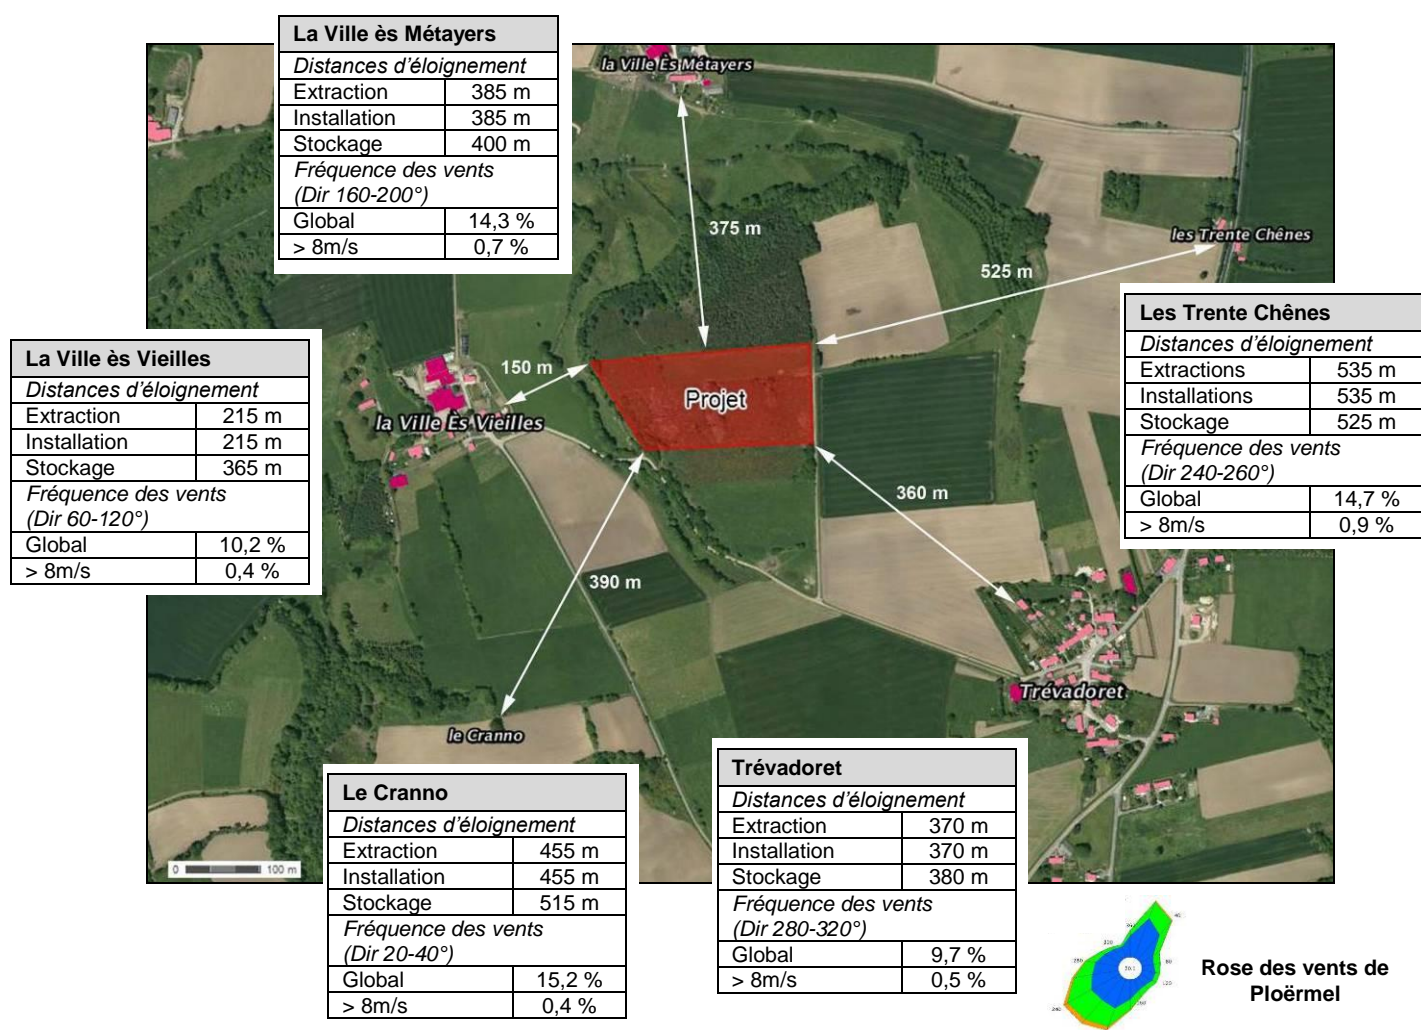 La Ville ès Métayers
Distances d'éloignement
Extraction 385 m
Installation 385 m
Stockage 400 m
Fréquence des vents
(Dir 160-200°)
Global 14,3 %
> 8m/s 0,7 %
la Ville Ès Métayers
375 m
les Trente Chênes
525 m
Les Trente Chênes
Distances d'éloignement
Extractions 535 m
Installations 535 m
Stockage 525 m
Fréquence des vents
(Dir 240-260°)
Global 14,7 %
> 8m/s 0,9 %
La Ville ès Vieilles
Distances d'éloignement
Extraction 215 m
Installation 215 m
Stockage 365 m
Fréquence des vents
(Dir 60-120°)
Global 10,2 %
> 8m/s 0,4 %
150 m
Projet
la Ville Ès Vieilles
360 m
390 m
Trévadoret
le Cranno
0 100 m
Le Cranno
Distances d'éloignement
Extraction 455 m
Installation 455 m
Stockage 515 m
Fréquence des vents
(Dir 20-40°)
Global 15,2 %
> 8m/s 0,4 %
Trévadoret
Distances d'éloignement
Extraction 370 m
Installation 370 m
Stockage 380 m
Fréquence des vents
(Dir 280-320°)
Global 9,7 %
> 8m/s 0,5 %
Rose des vents de
Ploërmel